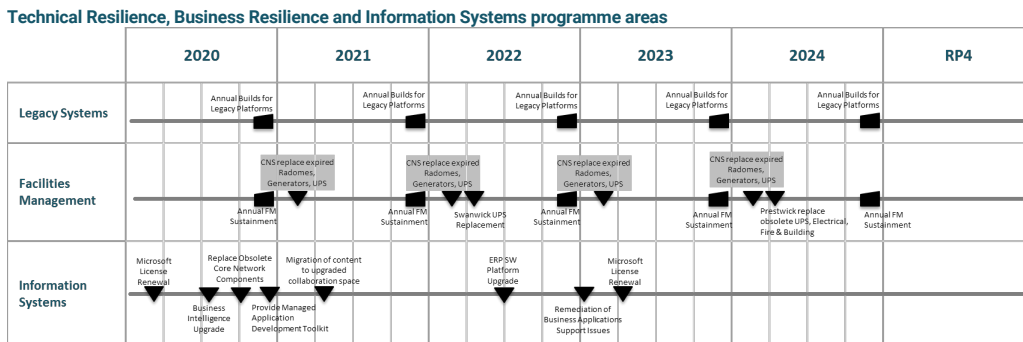 Technical Resilience, Business Resilience and Information Systems programme areas
2020
2021
2022
2023
2024
RP4
Legacy Systems
Annual Builds for
Legacy Platforms
Annual Builds for
Legacy Platforms
Annual Builds for
Legacy Platforms
Annual Builds for
Legacy Platforms
Annual Builds for
Legacy Platforms
Facilities
Management
CNS replace expired
Radomes,
Generators, UPS
CNS replace expired
Radomes,
Generators, UPS
CNS replace expired
Radomes,
Generators, UPS
CNS replace expired
Radomes,
Generators, UPS
Annual FM
Sustainment
Annual FM
Sustainment
Swanwick UPS
Replacement
Annual FM
Sustainment
Annual FM
Sustainment
Prestwick replace
obsolete UPS, Electrical,
Fire & Building
Annual FM
Sustainment
Information
Systems
Microsoft
License
Renewal
Replace Obsolete
Core Network
Components
Migration of content
to upgraded
collaboration space
ERP SW
Platform
Upgrade
Microsoft
License
Renewal
Business
Intelligence
Upgrade
Provide Managed
Application
Development Toolkit
Remediation of
Business Applications
Support Issues